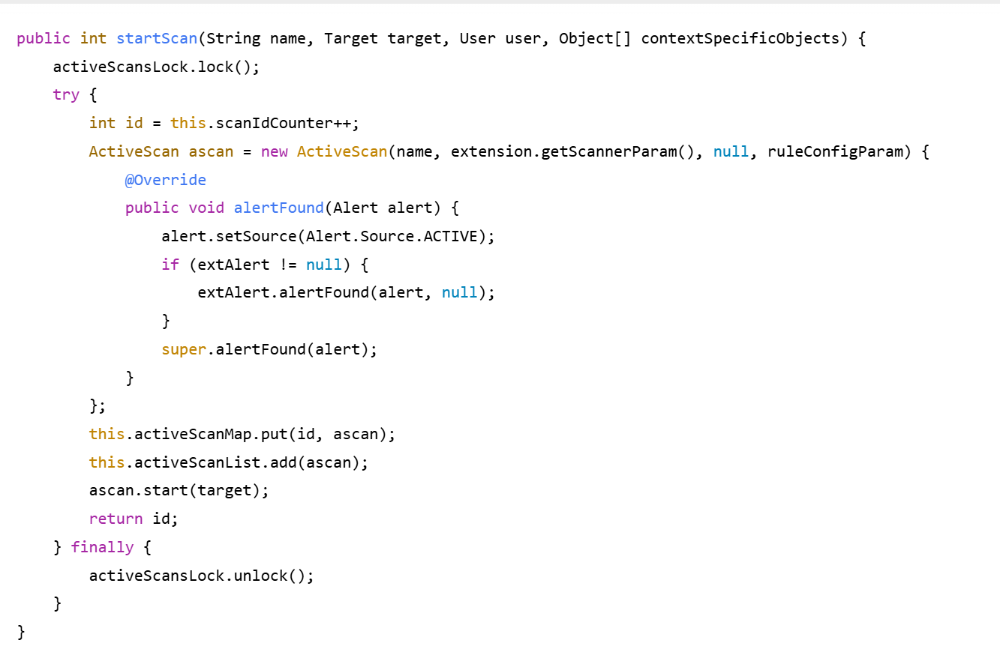 public int startScan(String name, Target target, User user, Object[] contextSpecificObjects) {
    activeScansLock.lock();
    try {
        int id = this.scanIdCounter++;
        ActiveScan ascan = new ActiveScan(name, extension.getScannerParam(), null, ruleConfigParam) {
            @Override
            public void alertFound(Alert alert) {
                alert.setSource(Alert.Source.ACTIVE);
                if (extAlert != null) {
                    extAlert.alertFound(alert, null);
                }
                super.alertFound(alert);
            }
        };
        this.activeScanMap.put(id, ascan);
        this.activeScanList.add(ascan);
        ascan.start(target);
        return id;
    } finally {
        activeScansLock.unlock();
    }
}